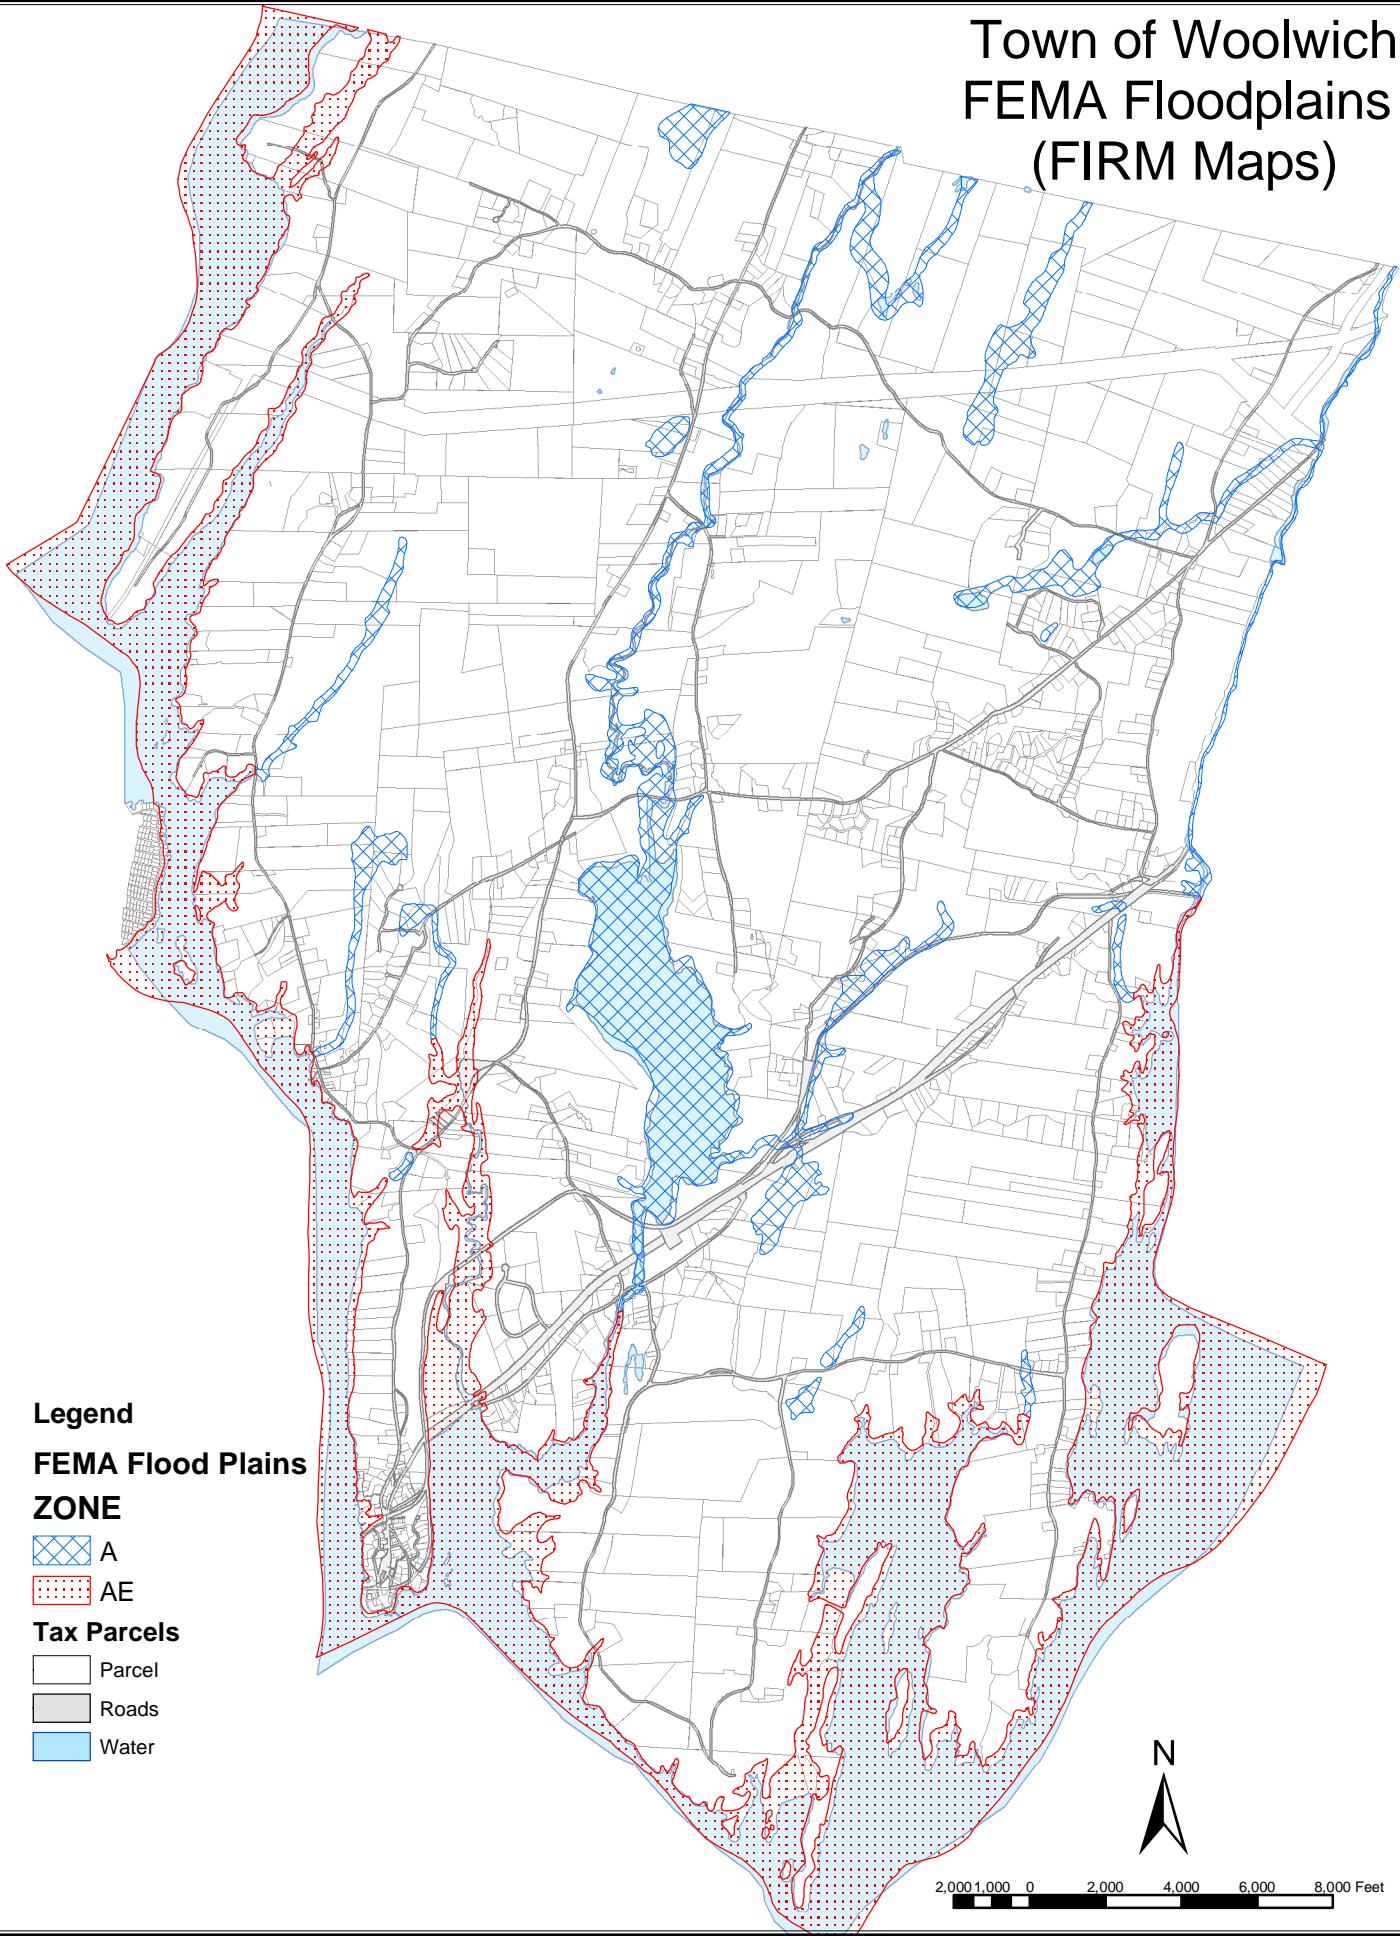 Town of Woolwich
FEMA Floodplains
(FIRM Maps)
Legend
FEMA Flood Plains
ZONE
A
AE
Tax Parcels
Parcel
Roads
Water
N
2,000 1,000 0 2,000 4,000 6,000 8,000 Feet